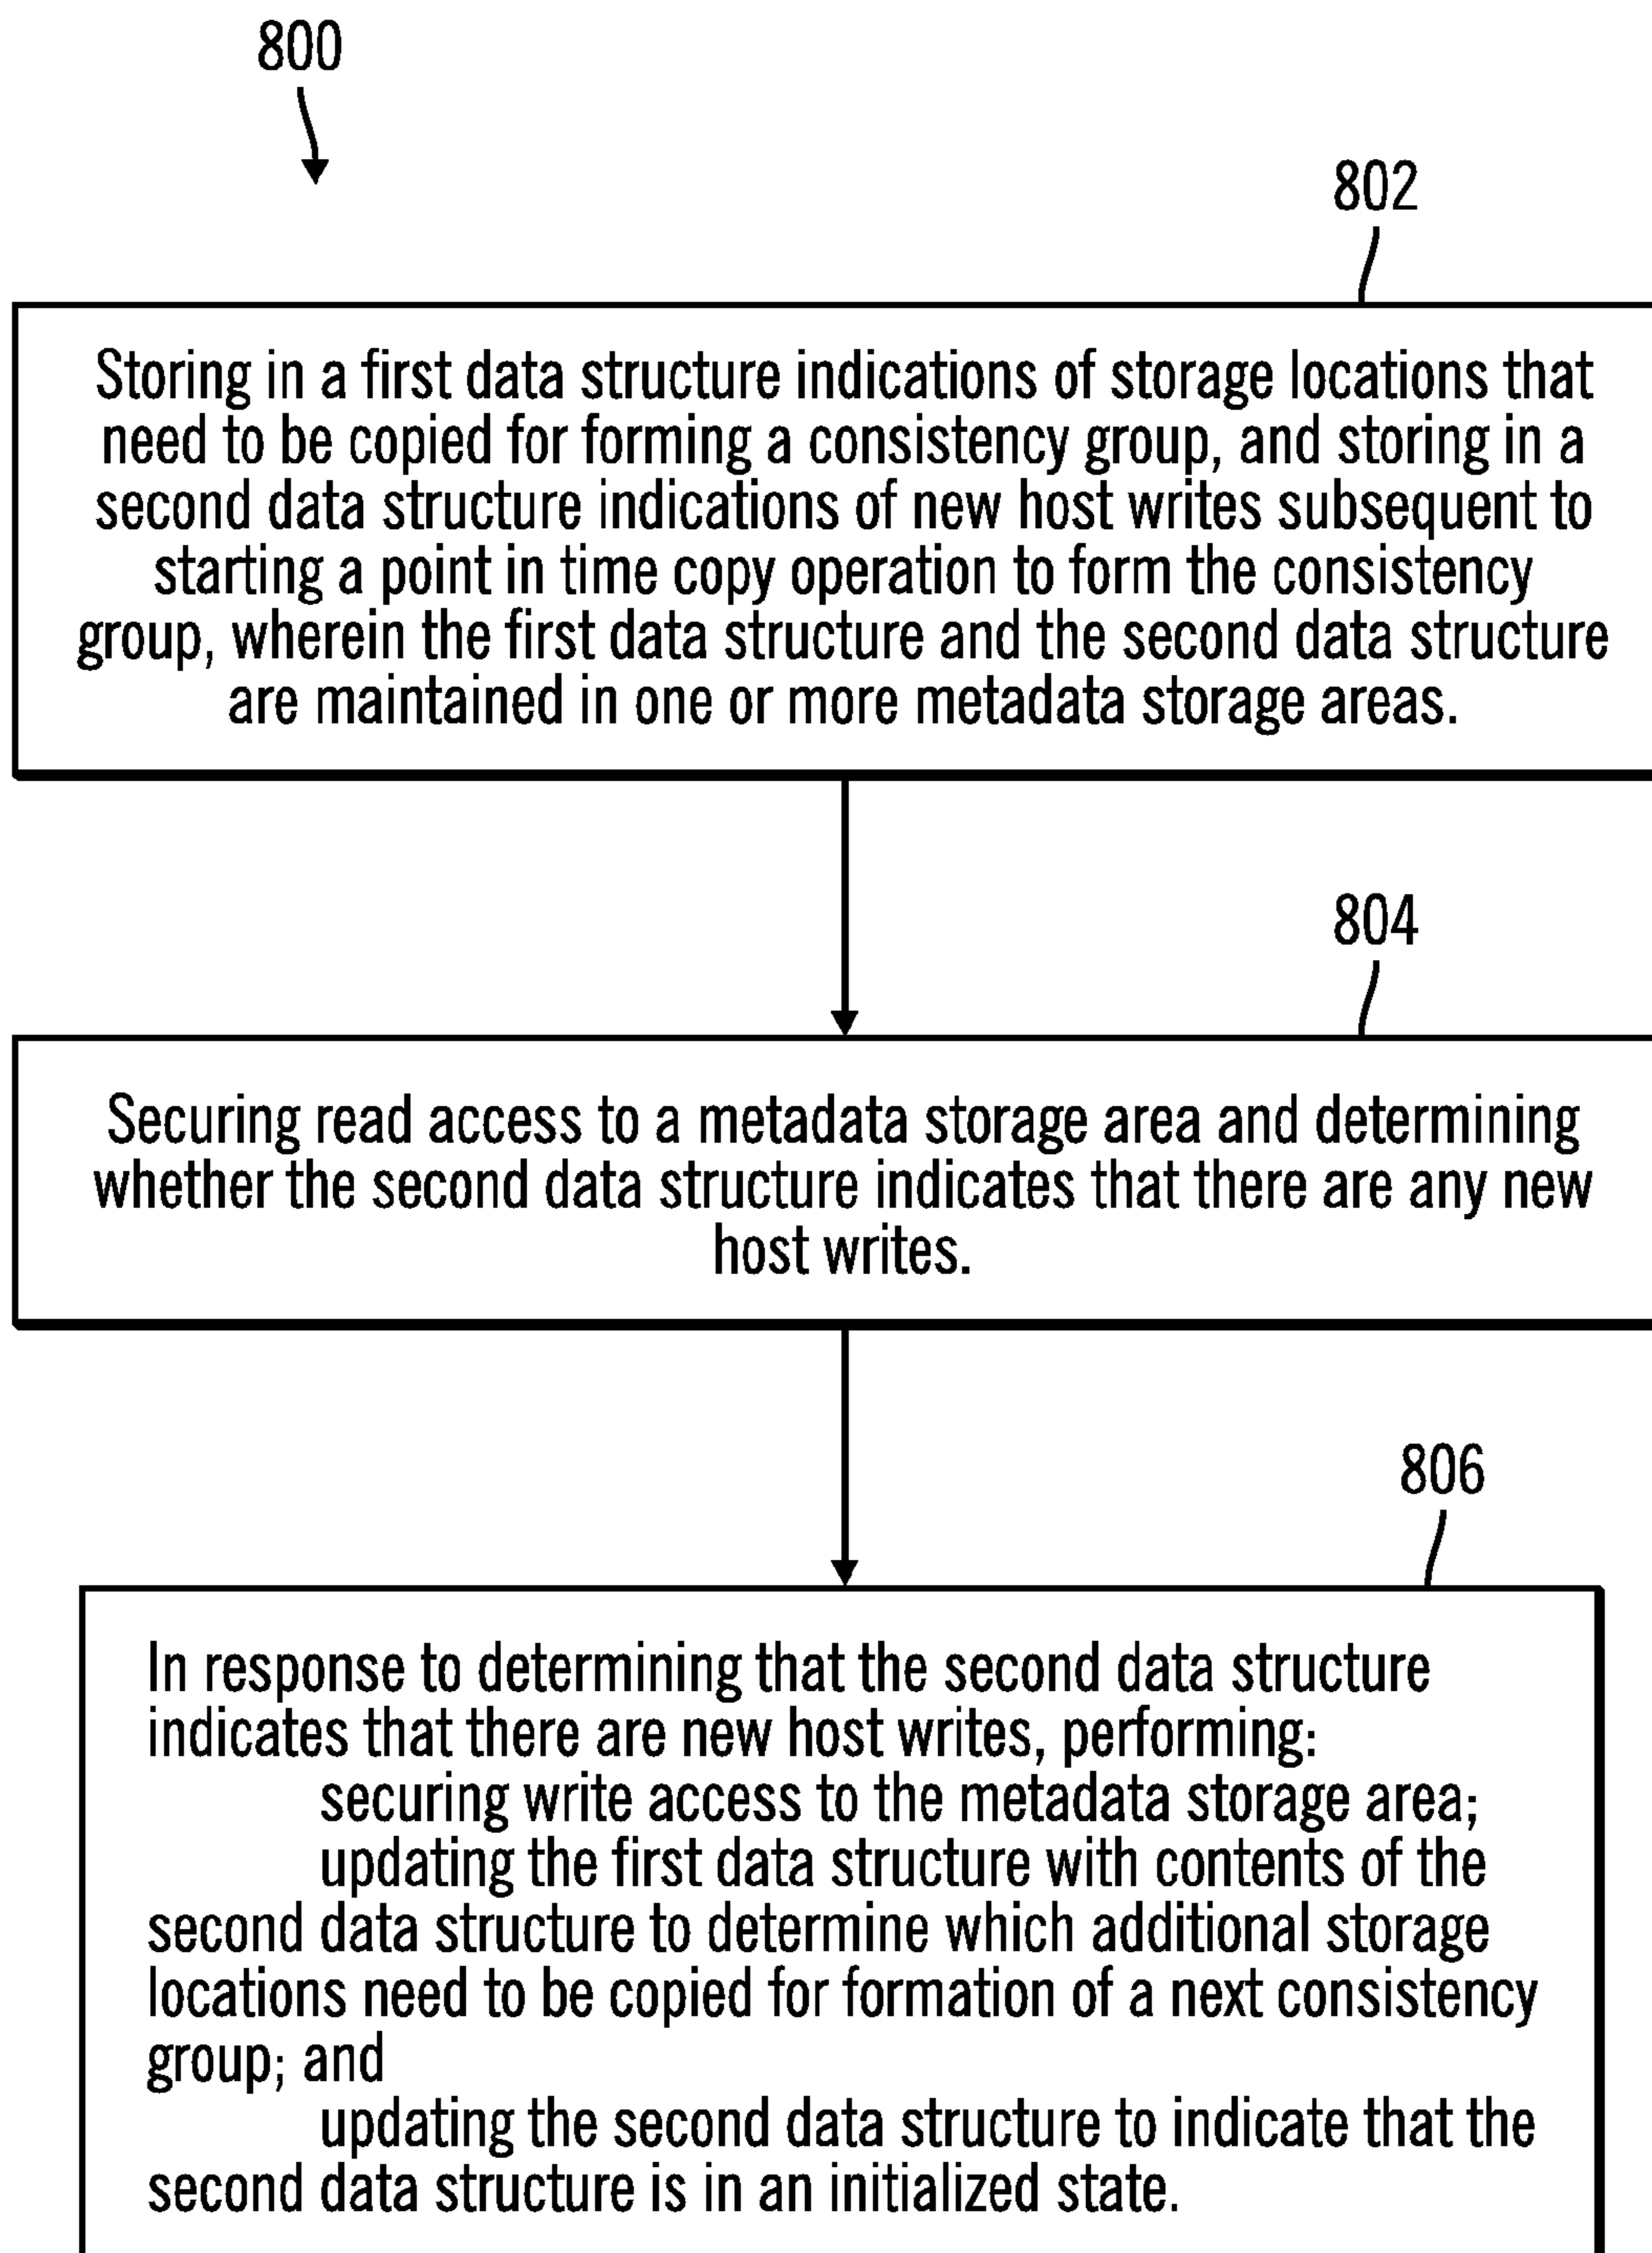 800
802
Storing in a first data structure indications of storage locations that
need to be copied for forming a consistency group, and storing in a
second data structure indications of new host writes subsequent to
starting a point in time copy operation to form the consistency
group, wherein the first data structure and the second data structure
are maintained in one or more metadata storage areas.
804
Securing read access to a metadata storage area and determining
whether the second data structure indicates that there are any new
host writes.
806
In response to determining that the second data structure
indicates that there are new host writes, performing:
securing write access to the metadata storage area;
updating the first data structure with contents of the
second data structure to determine which additional storage
locations need to be copied for formation of a next consistency
group; and
updating the second data structure to indicate that the
second data structure is in an initialized state.